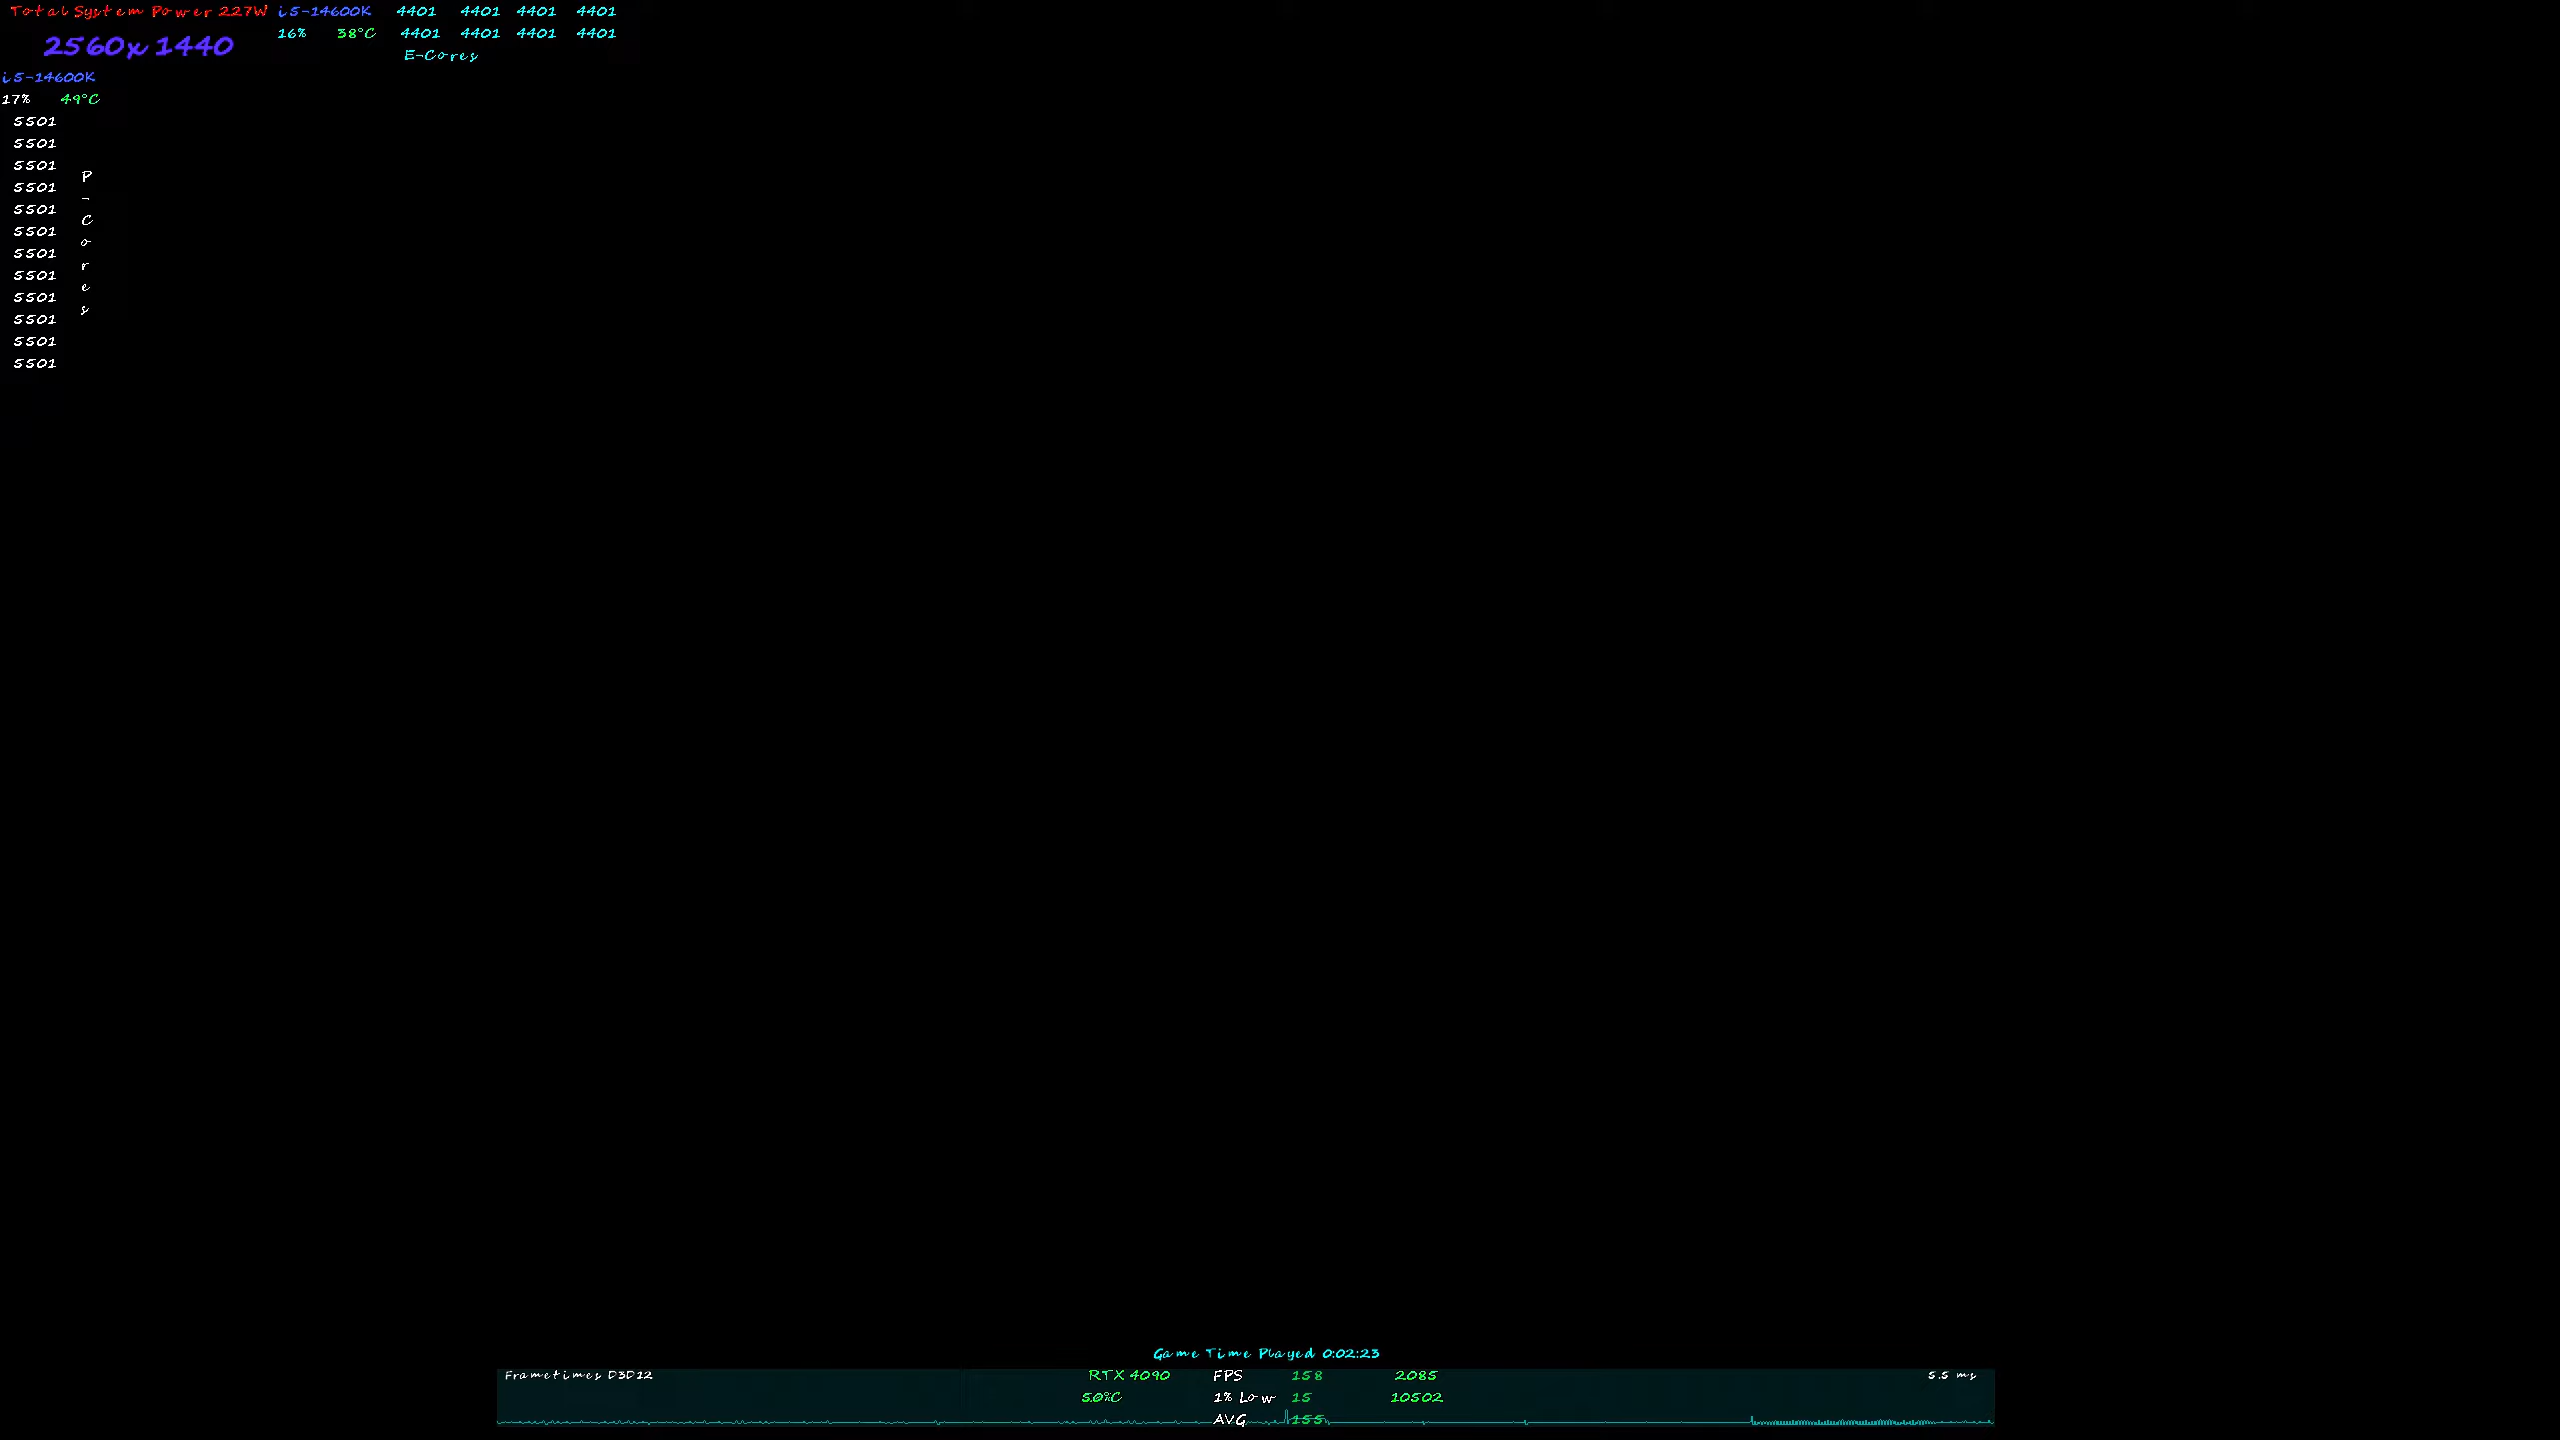 Total System Power 227W i5-14600K 4401 4401 4401 4401
2560x1440 16% 38°C 4401 4401 4401 4401
E-Cores
i5-14600K
17% 49°C
5501
5501
5501
5501
5501
5501
5501
5501
5501
5501
5501
5501
P-Cores
Game Time Played 0:02:23
Frametimes D3D12 RTX 4090 FPS 158 2085 5.5 ms
50°C 1% Low 15 10502
AVG 155